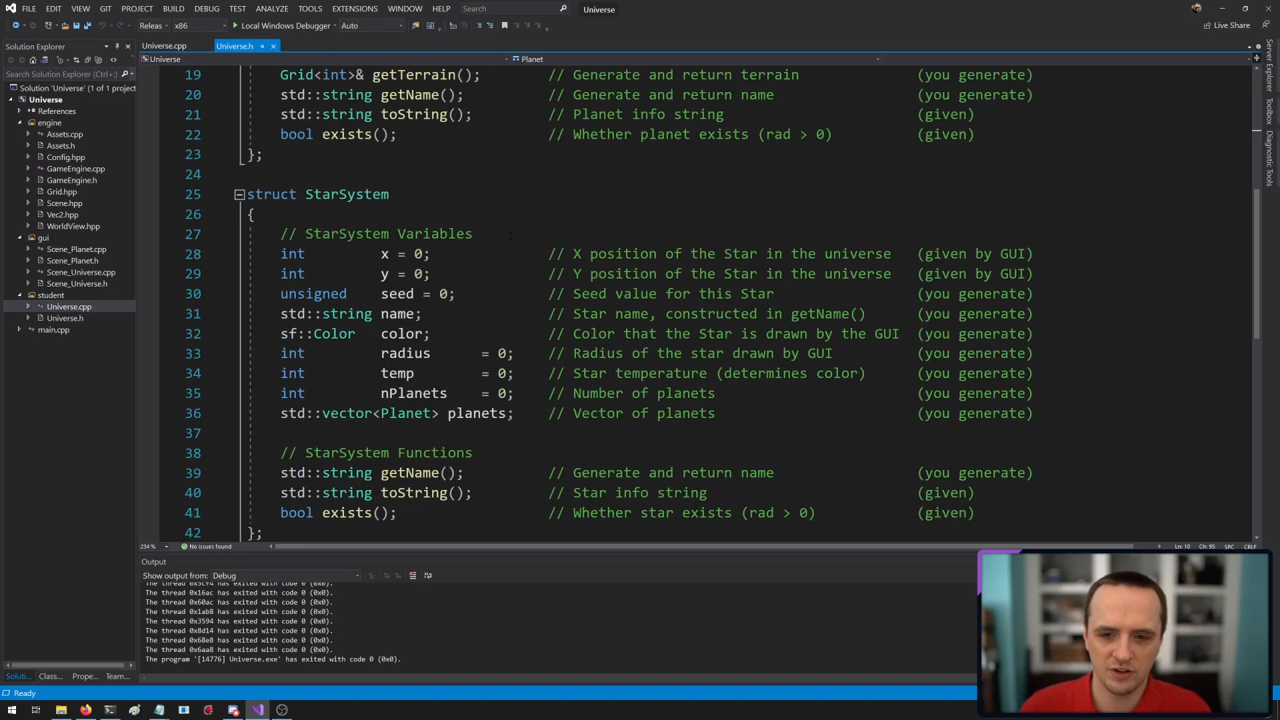 FILE EDIT VIEW GIT PROJECT BUILD DEBUG TEST ANALYZE TOOLS EXTENSIONS WINDOW HELP Search Universe
Releas x86 Local Windows Debugger Auto Live Share
Solution Explorer
Search Solution Explorer (Ctrl+;)
Solution 'Universe' (1 of 1 project
Universe
References
engine
Assets.cpp
Assets.h
Config.hpp
GameEngine.cpp
GameEngine.h
Grid.hpp
Scene.hpp
Vec2.hpp
WorldView.hpp
gui
Scene_Planet.cpp
Scene_Planet.h
Scene_Universe.cpp
Scene_Universe.h
student
Universe.cpp
Universe.h
main.cpp
Soluti... Class... Prope... Team...
Universe.cpp Universe.h
Universe Planet
19 Grid<int>& getTerrain(); // Generate and return terrain (you generate)
20 std::string getName(); // Generate and return name (you generate)
21 std::string toString(); // Planet info string (given)
22 bool exists(); // Whether planet exists (rad > 0) (given)
23 };
24
25 struct StarSystem
26 {
27 // StarSystem Variables
28 int x = 0; // X position of the Star in the universe (given by GUI)
29 int y = 0; // Y position of the Star in the universe (given by GUI)
30 unsigned seed = 0; // Seed value for this Star (you generate)
31 std::string name; // Star name, constructed in getName() (you generate)
32 sf::Color color; // Color that the Star is drawn by the GUI (you generate)
33 int radius = 0; // Radius of the star drawn by GUI (you generate)
34 int temp = 0; // Star temperature (determines color) (you generate)
35 int nPlanets = 0; // Number of planets (you generate)
36 std::vector<Planet> planets; // Vector of planets (you generate)
37
38 // StarSystem Functions
39 std::string getName(); // Generate and return name (you generate)
40 std::string toString(); // Star info string (given)
41 bool exists(); // Whether star exists (rad > 0) (given)
42 };
234 % No issues found Ln: 10 Ch: 95 SPC CRLF
Output
Show output from: Debug
The thread 0x16ac has exited with code 0 (0x0).
The thread 0x60ac has exited with code 0 (0x0).
The thread 0x1ab8 has exited with code 0 (0x0).
The thread 0x3594 has exited with code 0 (0x0).
The thread 0x8d14 has exited with code 0 (0x0).
The thread 0x68e8 has exited with code 0 (0x0).
The thread 0x6aa8 has exited with code 0 (0x0).
The program '[14776] Universe.exe' has exited with code 0 (0x0).
Server Explorer
Toolbox
Diagnostic Tools
Ready